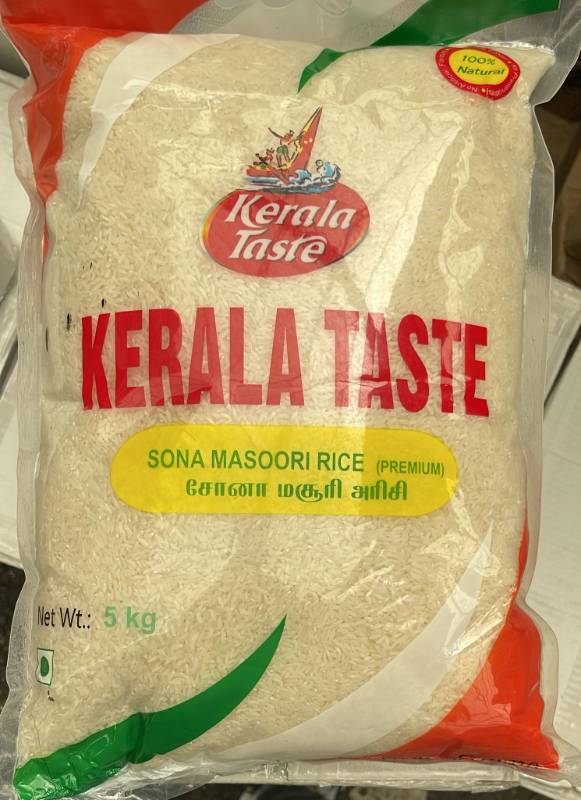 100%
Natural
Kerala
Taste
KERALA TASTE
SONA MASOORI RICE (PREMIUM)
சோனா மசூரி அரிசி
Net Wt.: 5 kg